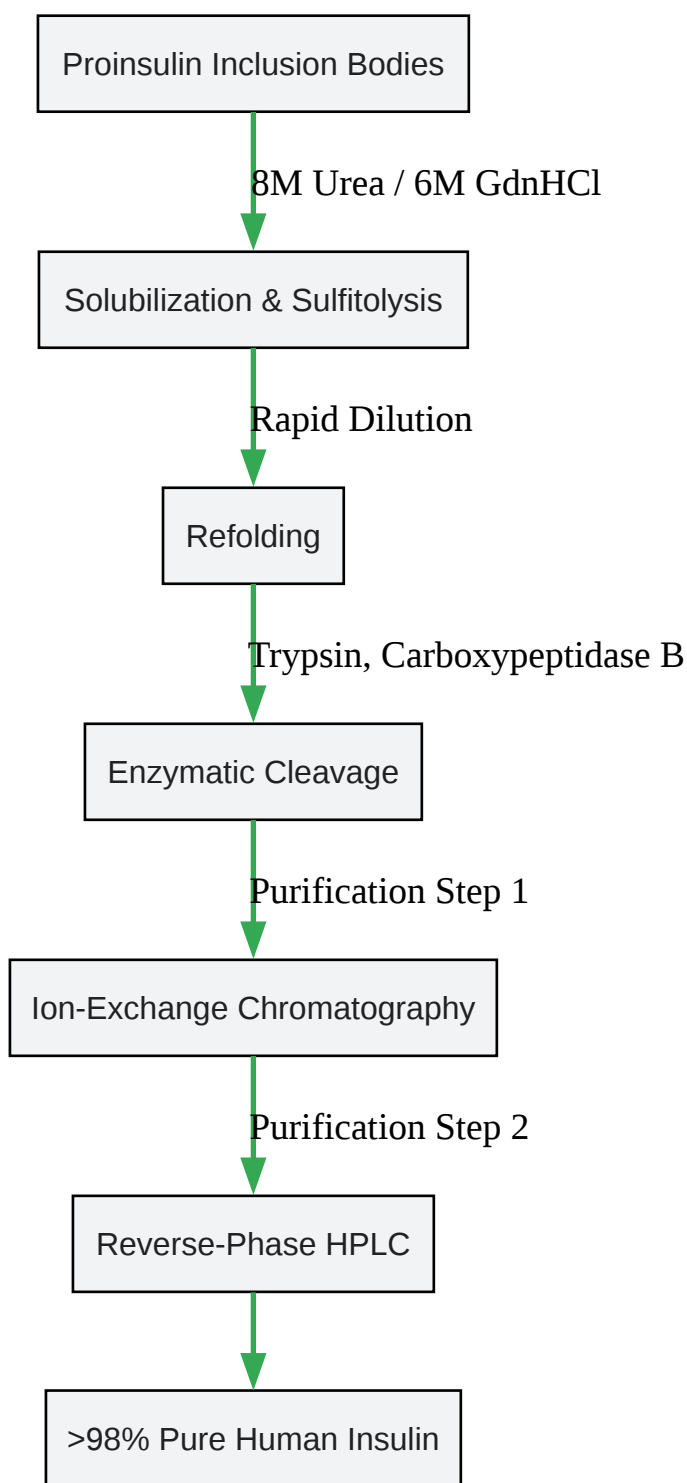 Proinsulin Inclusion Bodies
8M Urea / 6M GdnHCl
Solubilization & Sulfitolysis
Rapid Dilution
Refolding
Trypsin, Carboxypeptidase B
Enzymatic Cleavage
Purification Step 1
Ion-Exchange Chromatography
Purification Step 2
Reverse-Phase HPLC
>98% Pure Human Insulin